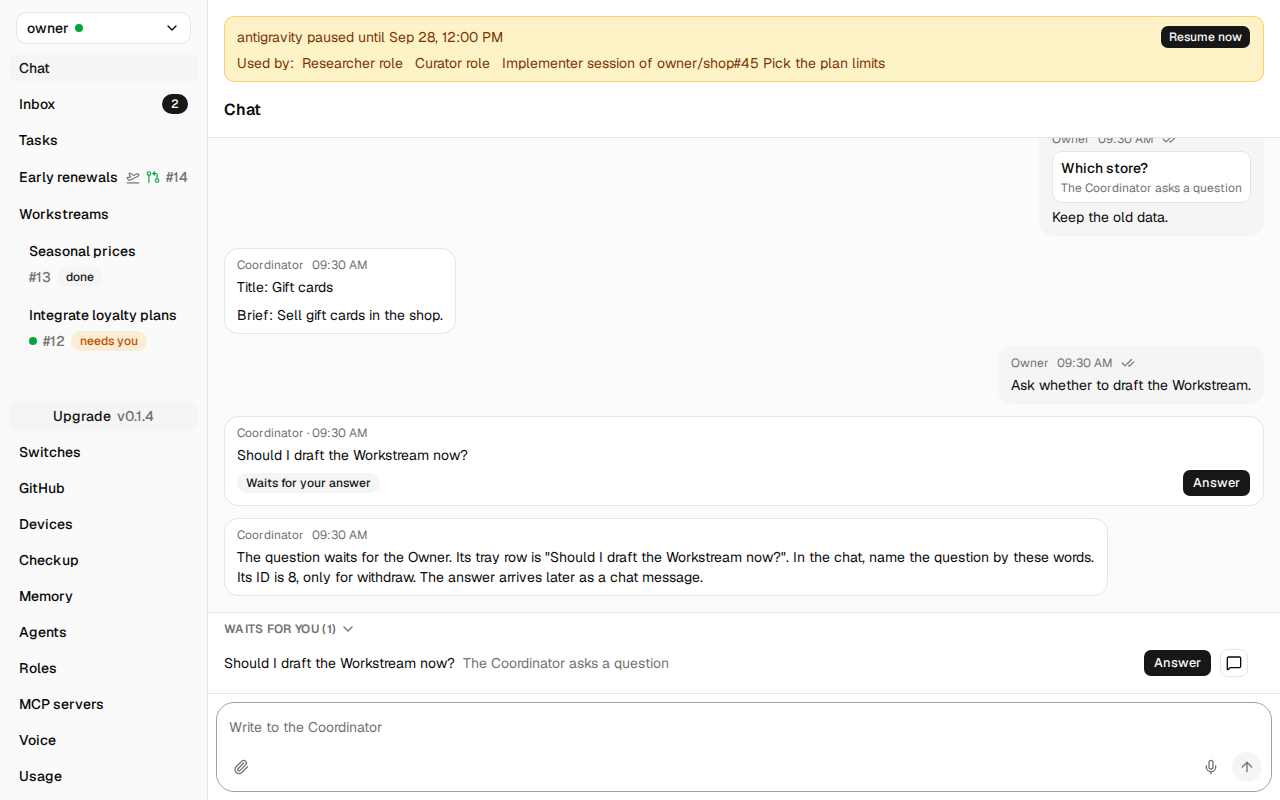 owner
Chat
Inbox 2
Tasks
Early renewals #14
Workstreams
Seasonal prices
#13 done
Integrate loyalty plans
#12 needs you
Upgrade v0.1.4
Switches
GitHub
Devices
Checkup
Memory
Agents
Roles
MCP servers
Voice
Usage
antigravity paused until Sep 28, 12:00 PM
Resume now
Used by: Researcher role Curator role Implementer session of owner/shop#45 Pick the plan limits
Chat
Owner 09:30 AM
Which store?
The Coordinator asks a question
Keep the old data.
Coordinator 09:30 AM
Title: Gift cards
Brief: Sell gift cards in the shop.
Owner 09:30 AM
Ask whether to draft the Workstream.
Coordinator · 09:30 AM
Should I draft the Workstream now?
Waits for your answer
Answer
Coordinator 09:30 AM
The question waits for the Owner. Its tray row is "Should I draft the Workstream now?". In the chat, name the question by these words.
Its ID is 8, only for withdraw. The answer arrives later as a chat message.
WAITS FOR YOU (1)
Should I draft the Workstream now? The Coordinator asks a question
Answer
Write to the Coordinator